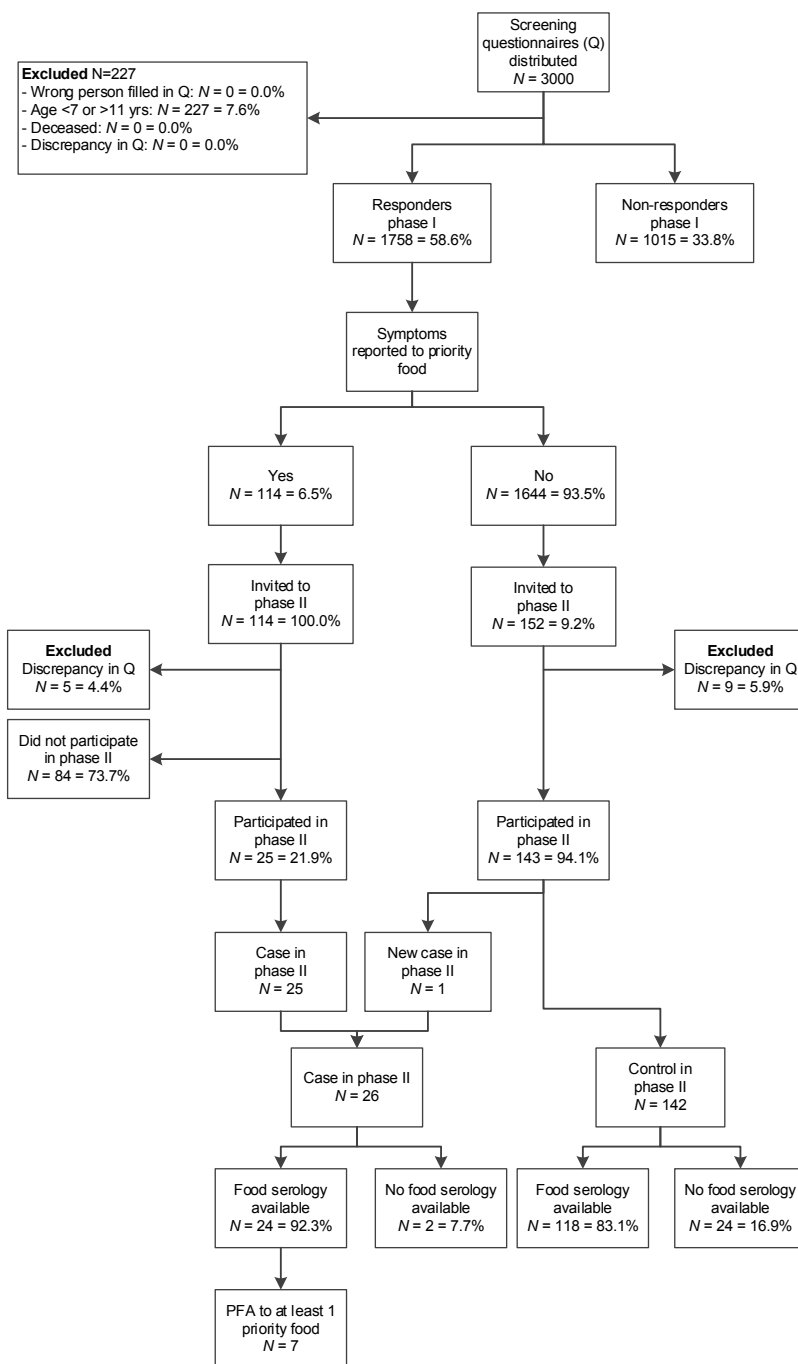 Screening
questionnaires (Q)
distributed
N = 3000
Excluded N=227
- Wrong person filled in Q: N = 0 = 0.0%
- Age <7 or >11 yrs: N = 227 = 7.6%
- Deceased: N = 0 = 0.0%
- Discrepancy in Q: N = 0 = 0.0%
Responders
phase I
N = 1758 = 58.6%
Non-responders
phase I
N = 1015 = 33.8%
Symptoms
reported to priority
food
Yes
N = 114 = 6.5%
No
N = 1644 = 93.5%
Invited to
phase II
N = 114 = 100.0%
Invited to
phase II
N = 152 = 9.2%
Excluded
Discrepancy in Q
N = 5 = 4.4%
Excluded
Discrepancy in Q
N = 9 = 5.9%
Did not participate
in phase II
N = 84 = 73.7%
Participated in
phase II
N = 25 = 21.9%
Participated in
phase II
N = 143 = 94.1%
Case in
phase II
N = 25
New case in
phase II
N = 1
Case in phase II
N = 26
Control in
phase II
N = 142
Food serology
available
N = 24 = 92.3%
No food serology
available
N = 2 = 7.7%
Food serology
available
N = 118 = 83.1%
No food serology
available
N = 24 = 16.9%
PFA to at least 1
priority food
N = 7